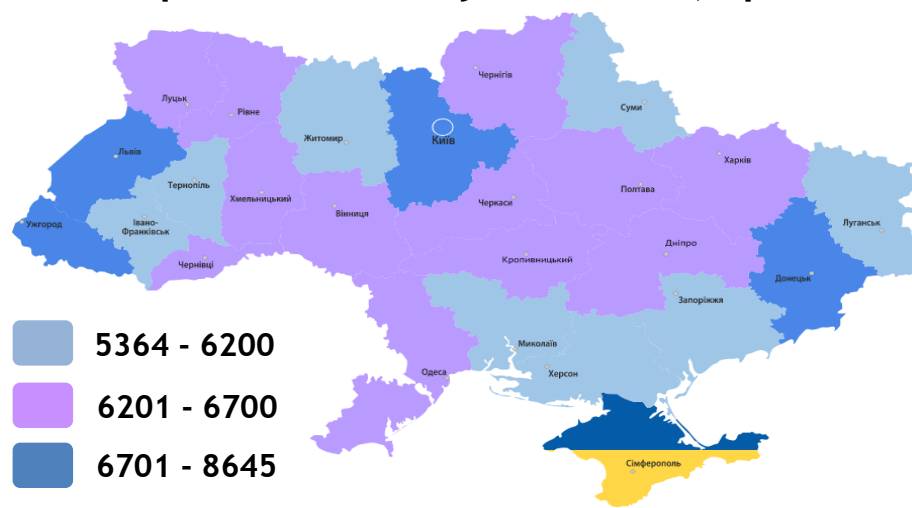 Чернігів
Луцьк
Рівне
Суми
Київ
Житомир
Львів
Харків
Тернопіль
Полтава
Хмельницький
Черкаси
Вінниця
Ужгород
Івано-
Франківськ
Луганськ
Дніпро
Кропивницький
Чернівці
Донецьк
Запоріжжя
5364 - 6200
Миколаїв
Одеса
Херсон
6201 - 6700
6701 - 8645
Сімферополь